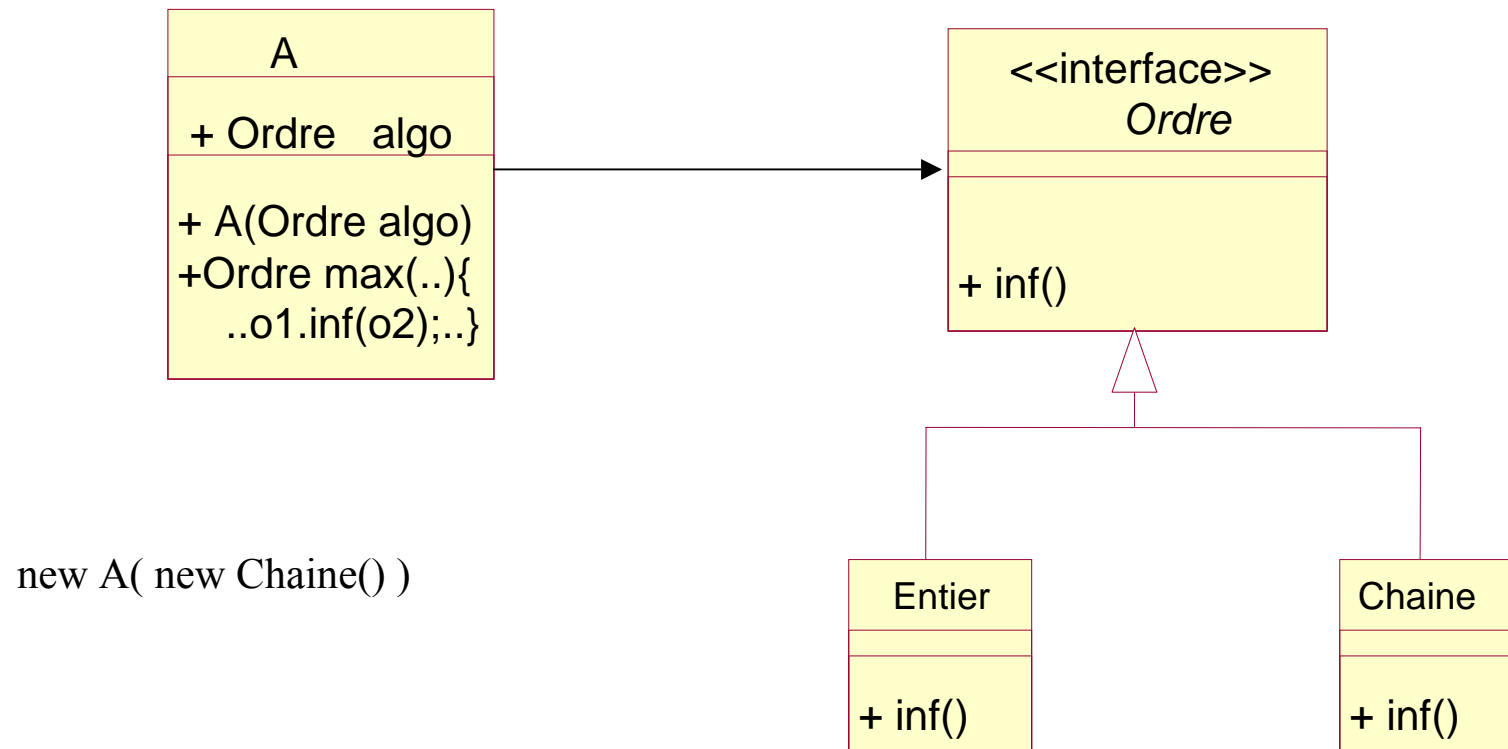 A
+ Ordre algo
+ A(Ordre algo)
+Ordre max(..){
..o1.inf(o2);..}
<<interface>>
Ordre
+ inf()
new A( new Chaine() )
Entier
+ inf()
Chaine
+ inf()